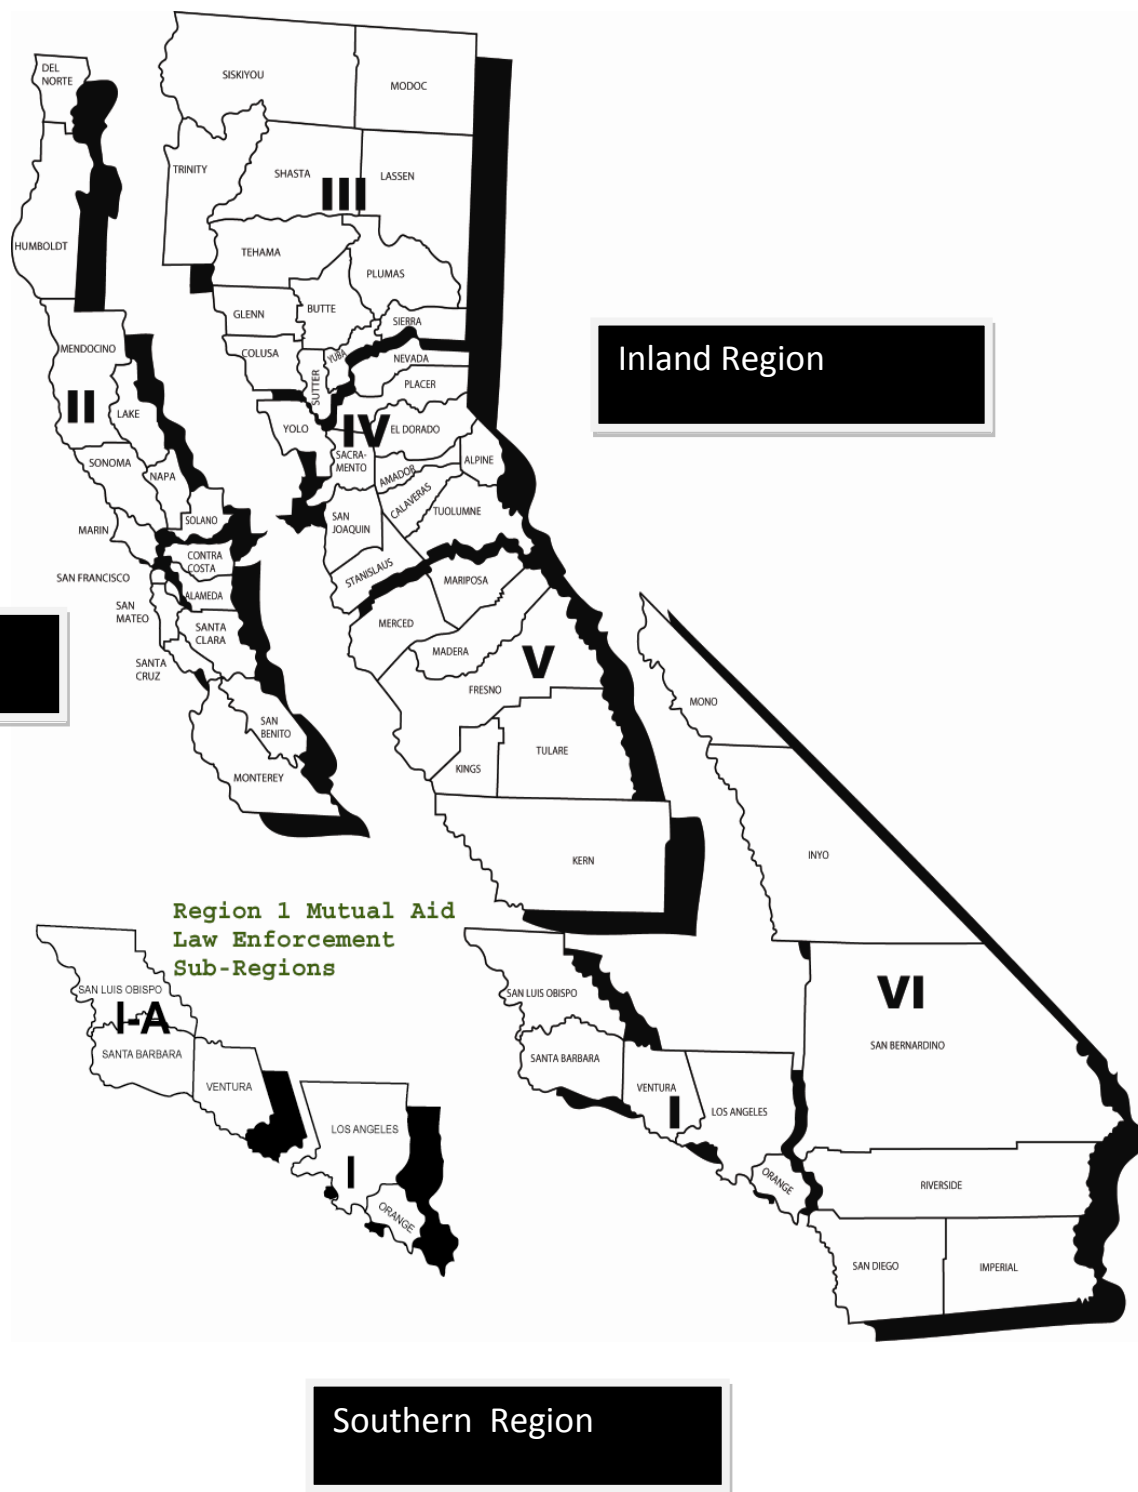 DEL
NORTE
SISKIYOU
MODOC
TRINITY
SHASTA
LASSEN
III
HUMBOLDT
TEHAMA
PLUMAS
GLENN
BUTTE
SIERRA
Inland Region
MENDOCINO
COLUSA
YUBA
NEVADA
PLACER
SUTTER
II
LAKE
YOLO
IV
EL DORADO
SACRA-
MENTO
ALPINE
SONOMA
NAPA
AMADOR
CALAVERAS
TUOLUMNE
SOLANO
SAN
JOAQUIN
MARIN
CONTRA
COSTA
STANISLAUS
SAN FRANCISCO
ALAMEDA
MARIPOSA
SAN
MATEO
SANTA
CLARA
MERCED
MADERA
SANTA
CRUZ
V
FRESNO
MONO
SAN
BENITO
TULARE
MONTEREY
KINGS
KERN
INYO
Region 1 Mutual Aid
Law Enforcement
Sub-Regions
SAN LUIS OBISPO
I-A
SANTA BARBARA
VENTURA
LOS ANGELES
I
ORANGE
SAN LUIS OBISPO
SANTA BARBARA
VENTURA
I
LOS ANGELES
ORANGE
VI
SAN BERNARDINO
RIVERSIDE
SAN DIEGO
IMPERIAL
Southern  Region